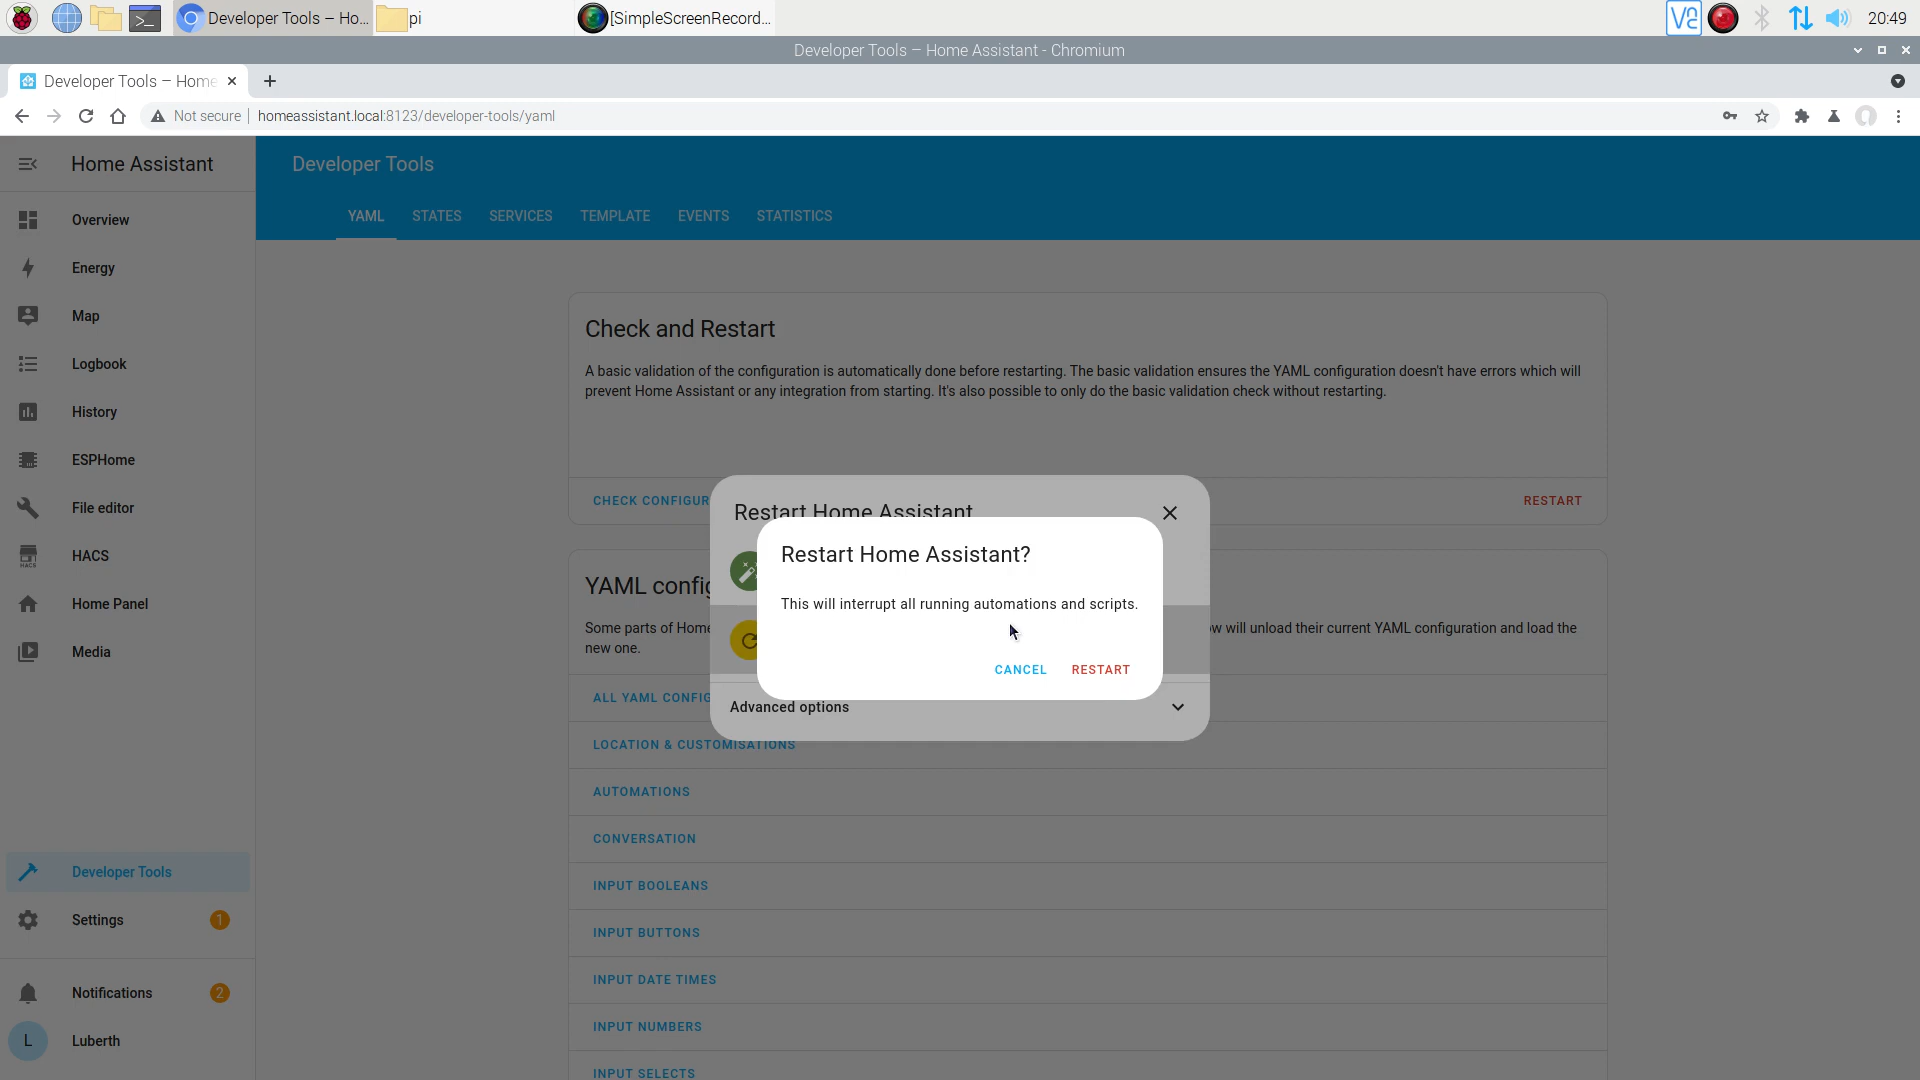 Developer Tools – Ho...
pi
[SimpleScreenRecord...
20:49
Developer Tools – Home Assistant - Chromium
Developer Tools – Home
Not secure
homeassistant.local:8123/developer-tools/yaml
Home Assistant
Developer Tools
YAML
STATES
SERVICES
TEMPLATE
EVENTS
STATISTICS
Overview
Energy
Map
Logbook
History
ESPHome
File editor
HACS
HACS
Home Panel
Media
Developer Tools
Settings
1
Notifications
2
L
Luberth
Check and Restart
A basic validation of the configuration is automatically done before restarting. The basic validation ensures the YAML configuration doesn't have errors which will
prevent Home Assistant or any integration from starting. It's also possible to only do the basic validation check without restarting.
CHECK CONFIGUR
RESTART
Restart Home Assistant
Restart Home Assistant?
This will interrupt all running automations and scripts.
CANCEL
RESTART
Advanced options
YAML config
Some parts of Home
ow will unload their current YAML configuration and load the
new one.
ALL YAML CONFIG
LOCATION & CUSTOMISATIONS
AUTOMATIONS
CONVERSATION
INPUT BOOLEANS
INPUT BUTTONS
INPUT DATE TIMES
INPUT NUMBERS
INPUT SELECTS